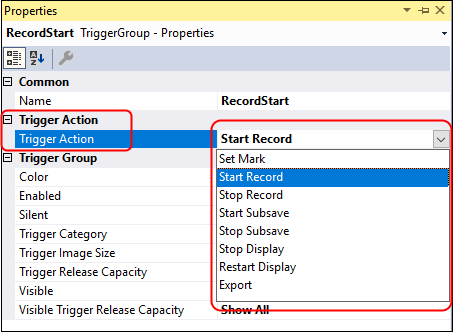 Properties
RecordStart TriggerGroup - Properties
Common
Name RecordStart
Trigger Action
Trigger Action Start Record
Trigger Group Set Mark
Color Start Record
Enabled Stop Record
Silent Start Subsave
Trigger Category Stop Subsave
Trigger Image Size Stop Display
Trigger Release Capacity Restart Display
Visible Export
Visible Trigger Release Capacity Show All